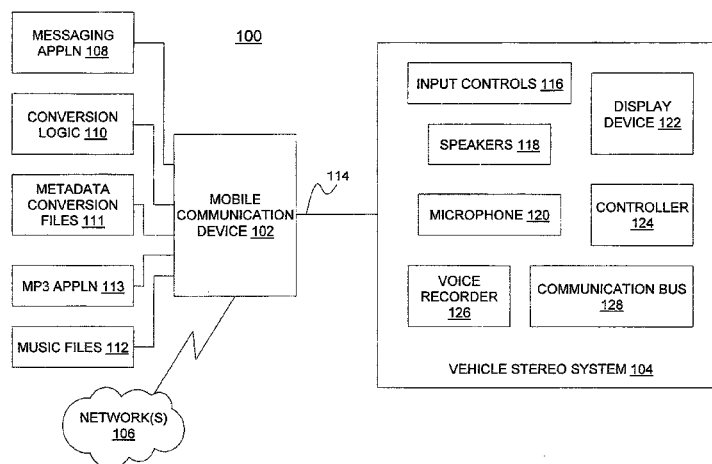 MESSAGING
APPLN 108
CONVERSION
LOGIC 110
METADATA
CONVERSION
FILES 111
MP3 APPLN 113
MUSIC FILES 112
100
MOBILE
COMMUNICATION
DEVICE 102
NETWORK(S)
106
114
INPUT CONTROLS 116
DISPLAY
DEVICE 122
SPEAKERS 118
MICROPHONE 120
CONTROLLER
124
VOICE
RECORDER
126
COMMUNICATION BUS
128
VEHICLE STEREO SYSTEM 104